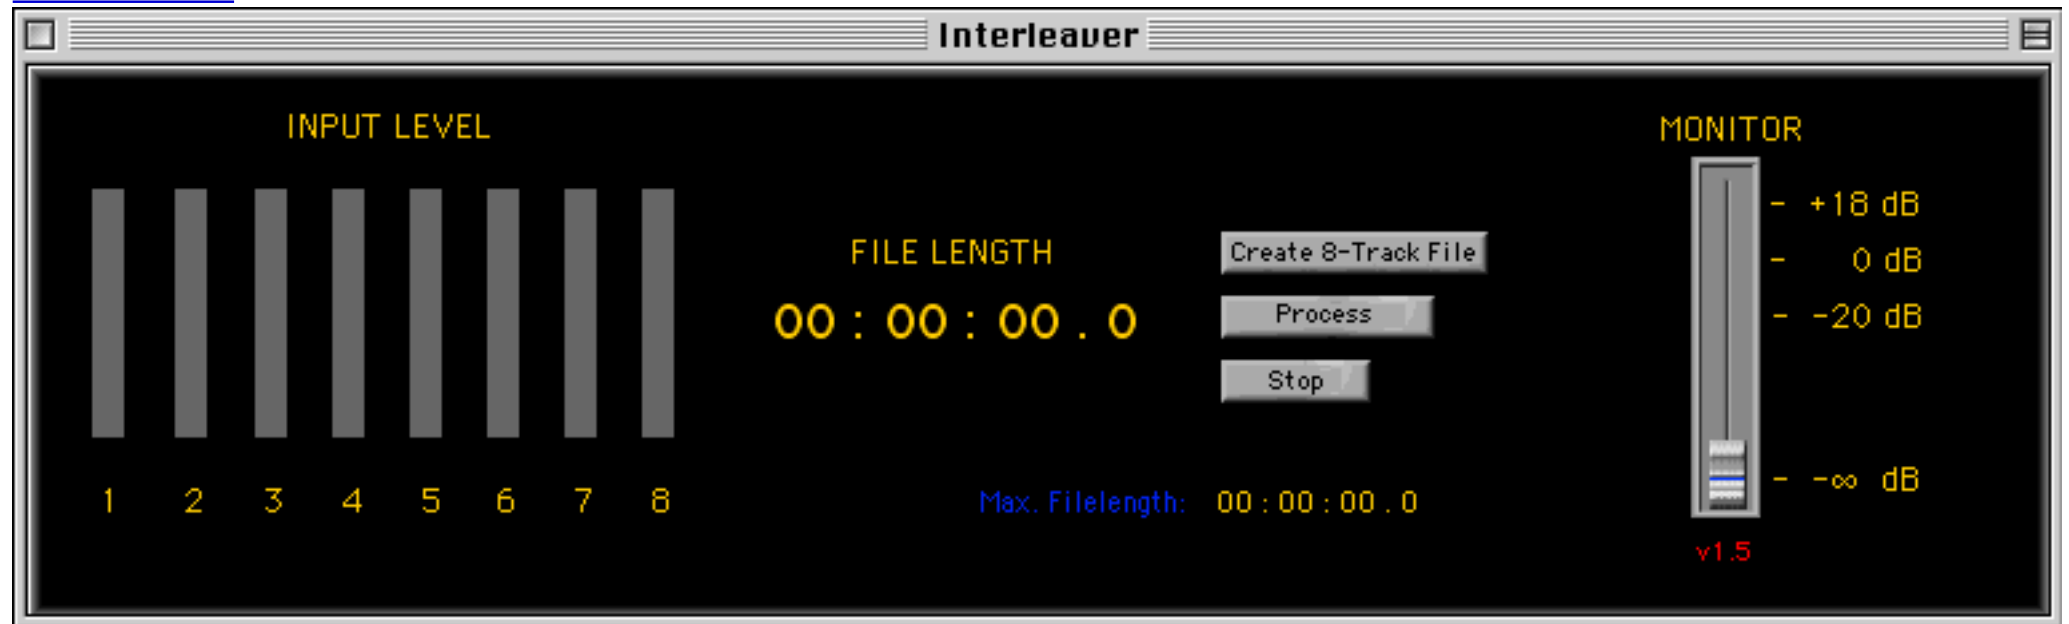 Interleaver
INPUT LEVEL
1 2 3 4 5 6 7 8
FILE LENGTH
00 : 00 : 00 . 0
Create 8-Track File
Process
Stop
Max. Filelength: 00 : 00 : 00 . 0
MONITOR
- +18 dB
- 0 dB
- -20 dB
- -∞ dB
v1.5